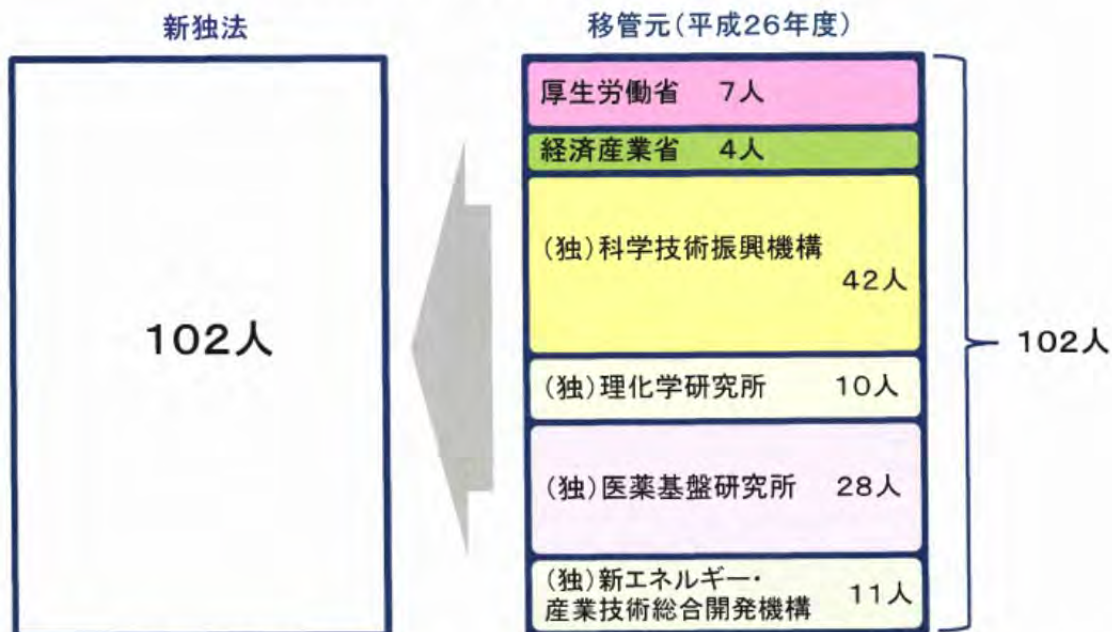 新独法
102人
移管元(平成26年度)
厚生労働省 7人
経済産業省 4人
(独)科学技術振興機構
42人
(独)理化学研究所 10人
(独)医薬基盤研究所 28人
(独)新エネルギー・
産業技術総合開発機構 11人
102人